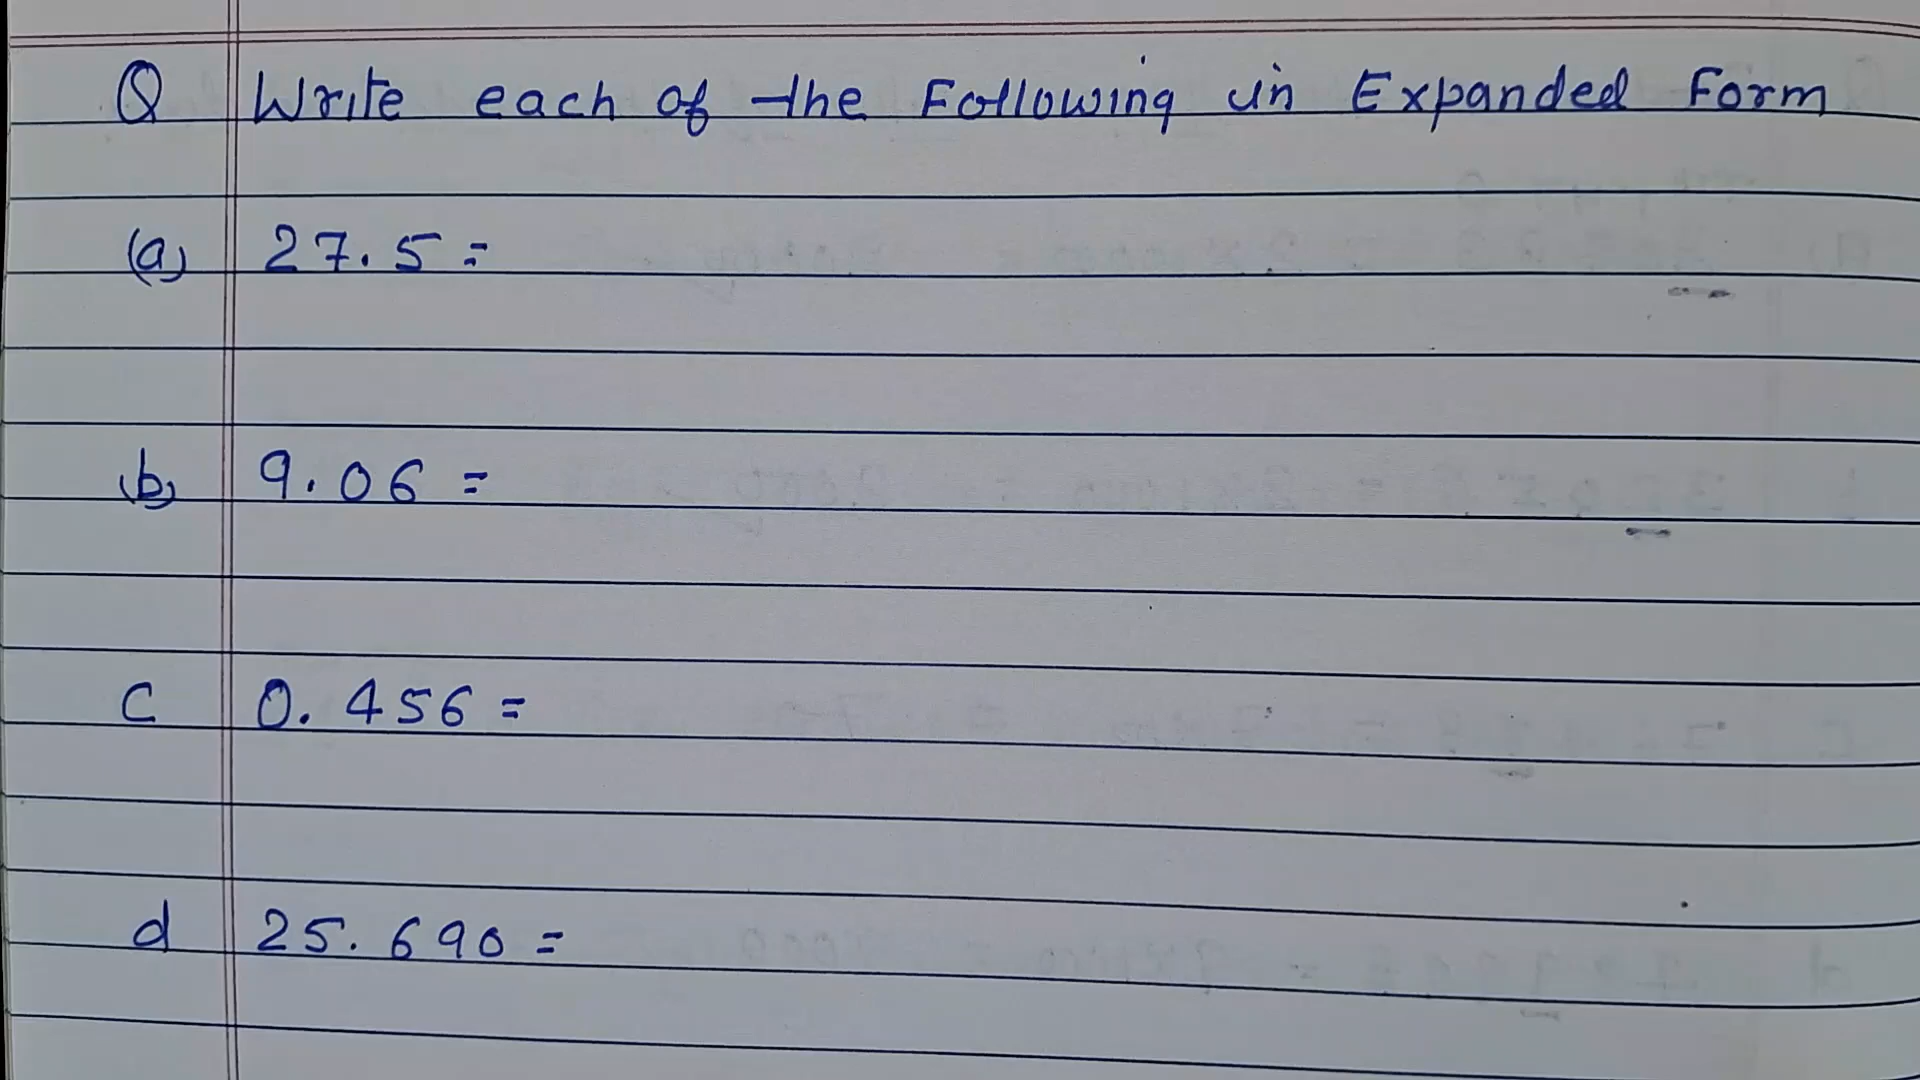 Q Write each of the Following in Expanded Form
(a) 27.5 =
(b) 9.06 =
c 0.456 =
d 25.690 =